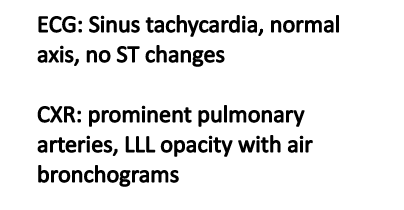 ECG: Sinus tachycardia, normal
axis, no ST changes
CXR: prominent pulmonary
arteries, LLL opacity with air
bronchograms